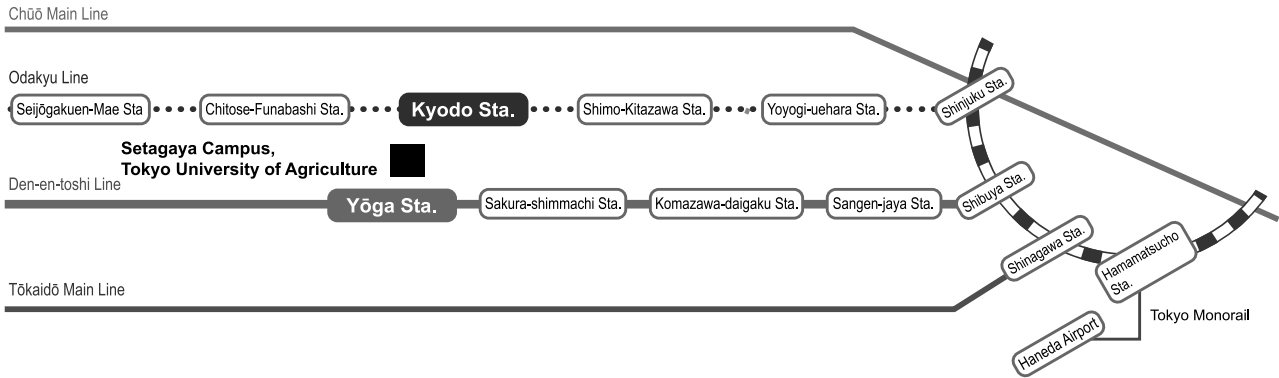 Chūō Main Line
Odakyu Line
Seijōgakuen-Mae Sta
Chitose-Funabashi Sta.
Kyodo Sta.
Shimo-Kitazawa Sta.
Yoyogi-uehara Sta.
Shinjuku Sta.
Setagaya Campus,
Tokyo University of Agriculture
Den-en-toshi Line
Yōga Sta.
Sakura-shimmachi Sta.
Komazawa-daigaku Sta.
Sangen-jaya Sta.
Shibuya Sta.
Shinagawa Sta.
Hamamatsucho
Sta.
Tōkaidō Main Line
Tokyo Monorail
Haneda Airport